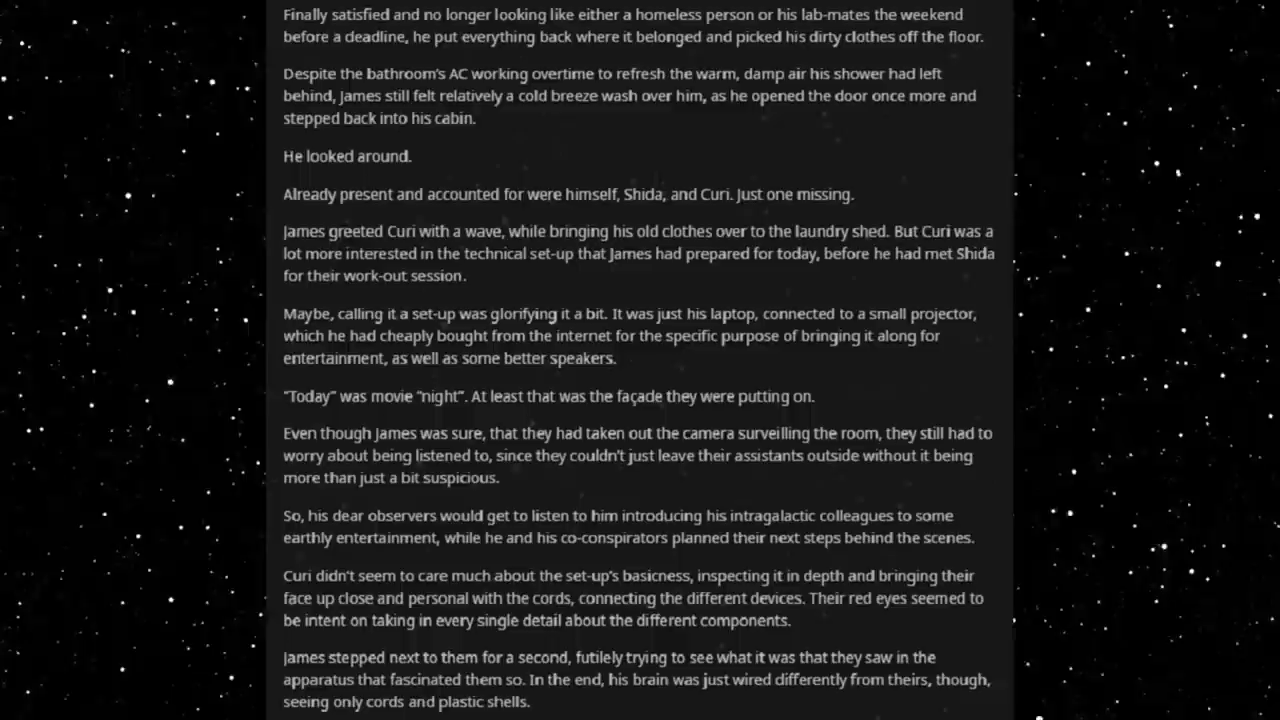 Finally satisfied and no longer looking like either a homeless person or his lab-mates the weekend
before a deadline, he put everything back where it belonged and picked his dirty clothes off the floor.
Despite the bathroom's AC working overtime to refresh the warm, damp air his shower had left
behind, James still felt relatively a cold breeze wash over him, as he opened the door once more and
stepped back into his cabin.
He looked around.
Already present and accounted for were himself, Shida, and Curi. Just one missing.
James greeted Curi with a wave, while bringing his old clothes over to the laundry shed. But Curi was a
lot more interested in the technical set-up that James had prepared for today, before he had met Shida
for their work-out session.
Maybe, calling it a set-up was glorifying it a bit. It was just his laptop, connected to a small projector,
which he had cheaply bought from the internet for the specific purpose of bringing it along for
entertainment, as well as some better speakers.
“Today” was movie “night”. At least that was the façade they were putting on.
Even though James was sure, that they had taken out the camera surveilling the room, they still had to
worry about being listened to, since they couldn't just leave their assistants outside without it being
more than just a bit suspicious.
So, his dear observers would get to listen to him introducing his intragalactic colleagues to some
earthly entertainment, while he and his co-conspirators planned their next steps behind the scenes.
Curi didn't seem to care much about the set-up's basicness, inspecting it in depth and bringing their
face up close and personal with the cords, connecting the different devices. Their red eyes seemed to
be intent on taking in every single detail about the different components.
James stepped next to them for a second, futilely trying to see what it was that they saw in the
apparatus that fascinated them so. In the end, his brain was just wired differently from theirs, though,
seeing only cords and plastic shells.